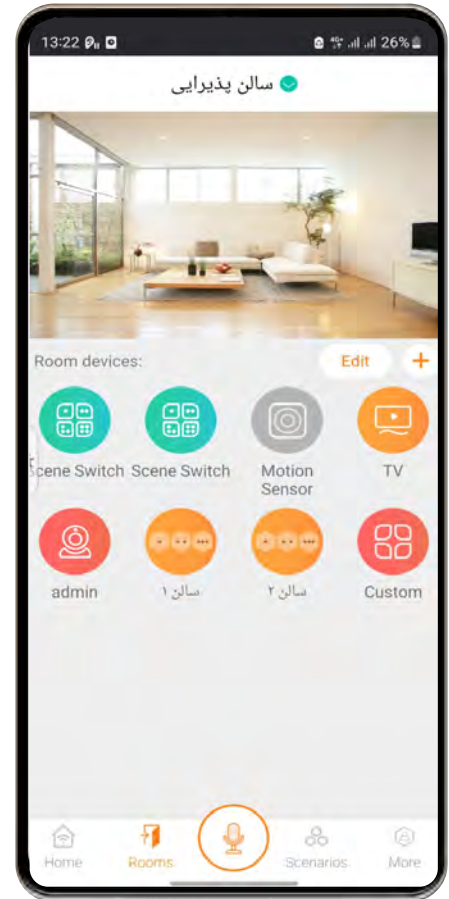 13:22 26%
سالن پذیرایی
Room devices: Edit +
cene Switch Scene Switch Motion Sensor TV
admin سالن ۱ سالن ۲ Custom
Home Rooms Scenarios More